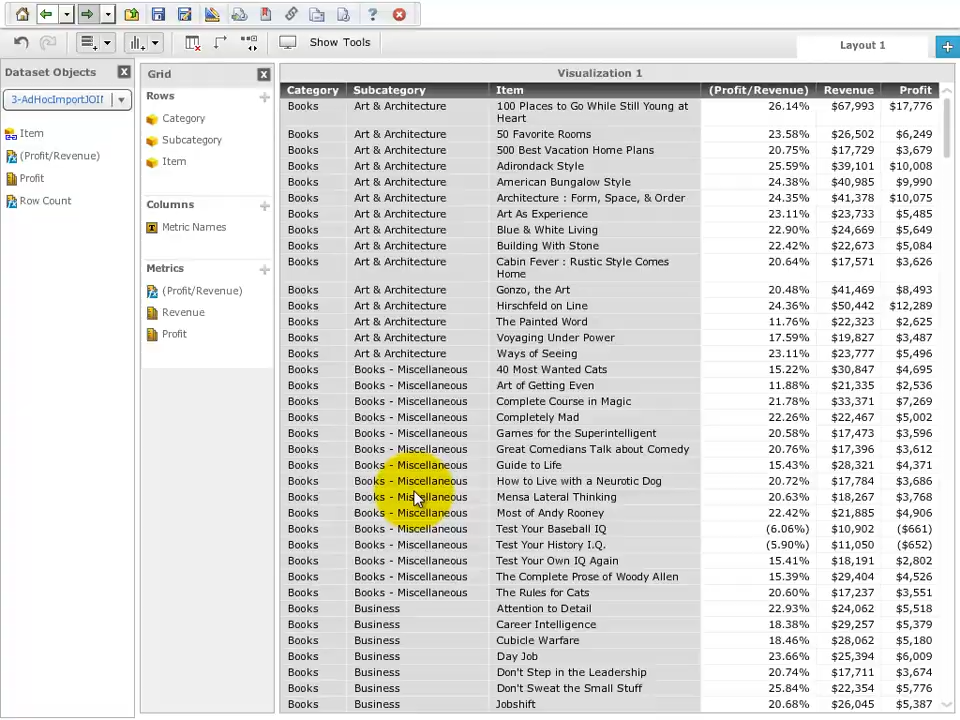 Show Tools
Layout 1
Dataset Objects
3-AdHocImportJOI
Item
(Profit/Revenue)
Profit
Row Count
Grid
Rows
Category
Subcategory
Item
Columns
Metric Names
Metrics
(Profit/Revenue)
Revenue
Profit
Visualization 1
Category Subcategory Item (Profit/Revenue) Revenue Profit
Books Art & Architecture 100 Places to Go While Still Young at 26.14% $67,993 $17,776
Heart
Books Art & Architecture 50 Favorite Rooms 23.58% $26,502 $6,249
Books Art & Architecture 500 Best Vacation Home Plans 20.75% $17,729 $3,679
Books Art & Architecture Adirondack Style 25.59% $39,101 $10,008
Books Art & Architecture American Bungalow Style 24.38% $40,985 $9,990
Books Art & Architecture Architecture : Form, Space, & Order 24.35% $41,378 $10,075
Books Art & Architecture Art As Experience 23.11% $23,733 $5,485
Books Art & Architecture Blue & White Living 22.90% $24,669 $5,649
Books Art & Architecture Building With Stone 22.42% $22,673 $5,084
Books Art & Architecture Cabin Fever : Rustic Style Comes 20.64% $17,571 $3,626
Home
Books Art & Architecture Gonzo, the Art 20.48% $41,469 $8,493
Books Art & Architecture Hirschfeld on Line 24.36% $50,442 $12,289
Books Art & Architecture The Painted Word 11.76% $22,323 $2,625
Books Art & Architecture Voyaging Under Power 17.59% $19,827 $3,487
Books Art & Architecture Ways of Seeing 23.11% $23,777 $5,496
Books Books - Miscellaneous 40 Most Wanted Cats 15.22% $30,847 $4,695
Books Books - Miscellaneous Art of Getting Even 11.88% $21,335 $2,536
Books Books - Miscellaneous Complete Course in Magic 21.78% $33,371 $7,269
Books Books - Miscellaneous Completely Mad 22.26% $22,467 $5,002
Books Books - Miscellaneous Games for the Superintelligent 20.58% $17,473 $3,596
Books Books - Miscellaneous Great Comedians Talk about Comedy 20.76% $17,396 $3,612
Books Books - Miscellaneous Guide to Life 15.43% $28,321 $4,371
Books Books - Miscellaneous How to Live with a Neurotic Dog 20.72% $17,784 $3,686
Books Books - Miscellaneous Mensa Lateral Thinking 20.63% $18,267 $3,768
Books Books - Miscellaneous Most of Andy Rooney 22.42% $21,885 $4,906
Books Books - Miscellaneous Test Your Baseball IQ (6.06%) $10,902 ($661)
Books Books - Miscellaneous Test Your History I.Q. (5.90%) $11,050 ($652)
Books Books - Miscellaneous Test Your Own IQ Again 15.41% $18,191 $2,802
Books Books - Miscellaneous The Complete Prose of Woody Allen 15.39% $29,404 $4,526
Books Books - Miscellaneous The Rules for Cats 20.60% $17,237 $3,551
Books Business Attention to Detail 22.93% $24,062 $5,518
Books Business Career Intelligence 18.38% $29,257 $5,379
Books Business Cubicle Warfare 18.46% $28,062 $5,180
Books Business Day Job 23.66% $25,394 $6,009
Books Business Don't Step in the Leadership 20.74% $17,711 $3,674
Books Business Don't Sweat the Small Stuff 25.84% $22,354 $5,776
Books Business Jobshift 20.68% $26,045 $5,387